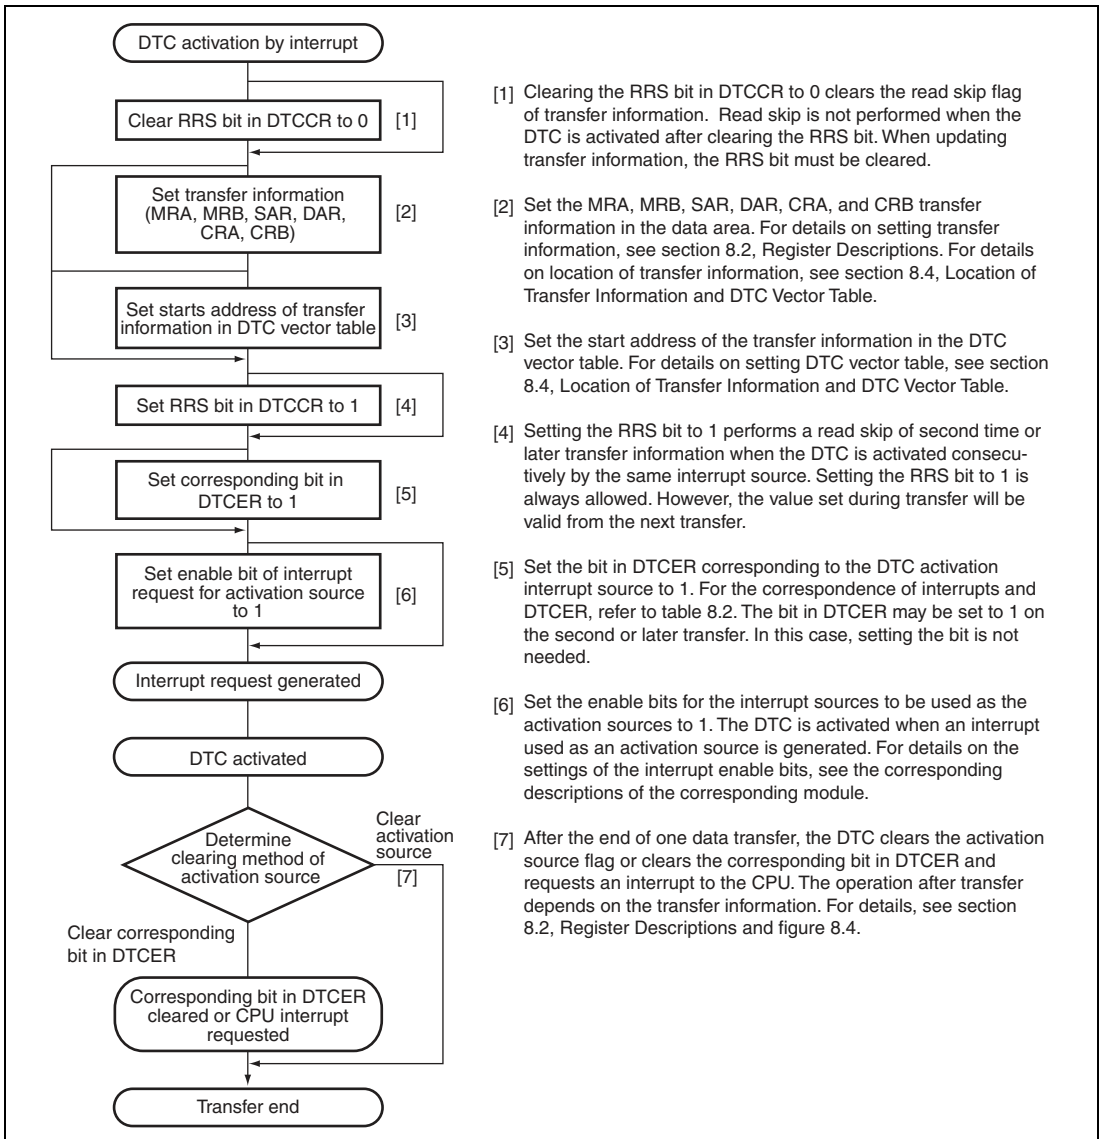 DTC activation by interrupt
Clear RRS bit in DTCCR to 0
[1]
Set transfer information
(MRA, MRB, SAR, DAR,
CRA, CRB)
[2]
Set starts address of transfer
information in DTC vector table
[3]
Set RRS bit in DTCCR to 1
[4]
Set corresponding bit in
DTCER to 1
[5]
Set enable bit of interrupt
request for activation source
to 1
[6]
Interrupt request generated
DTC activated
Determine
clearing method of
activation source
Clear
activation
source
[7]
Clear corresponding
bit in DTCER
Corresponding bit in DTCER
cleared or CPU interrupt
requested
Transfer end
[1] Clearing the RRS bit in DTCCR to 0 clears the read skip flag
of transfer information. Read skip is not performed when the
DTC is activated after clearing the RRS bit. When updating
transfer information, the RRS bit must be cleared.
[2] Set the MRA, MRB, SAR, DAR, CRA, and CRB transfer
information in the data area. For details on setting transfer
information, see section 8.2, Register Descriptions. For details
on location of transfer information, see section 8.4, Location of
Transfer Information and DTC Vector Table.
[3] Set the start address of the transfer information in the DTC
vector table. For details on setting DTC vector table, see section
8.4, Location of Transfer Information and DTC Vector Table.
[4] Setting the RRS bit to 1 performs a read skip of second time or
later transfer information when the DTC is activated consecu-
tively by the same interrupt source. Setting the RRS bit to 1 is
always allowed. However, the value set during transfer will be
valid from the next transfer.
[5] Set the bit in DTCER corresponding to the DTC activation
interrupt source to 1. For the correspondence of interrupts and
DTCER, refer to table 8.2. The bit in DTCER may be set to 1 on
the second or later transfer. In this case, setting the bit is not
needed.
[6] Set the enable bits for the interrupt sources to be used as the
activation sources to 1. The DTC is activated when an interrupt
used as an activation source is generated. For details on the
settings of the interrupt enable bits, see the corresponding
descriptions of the corresponding module.
[7] After the end of one data transfer, the DTC clears the activation
source flag or clears the corresponding bit in DTCER and
requests an interrupt to the CPU. The operation after transfer
depends on the transfer information. For details, see section
8.2, Register Descriptions and figure 8.4.